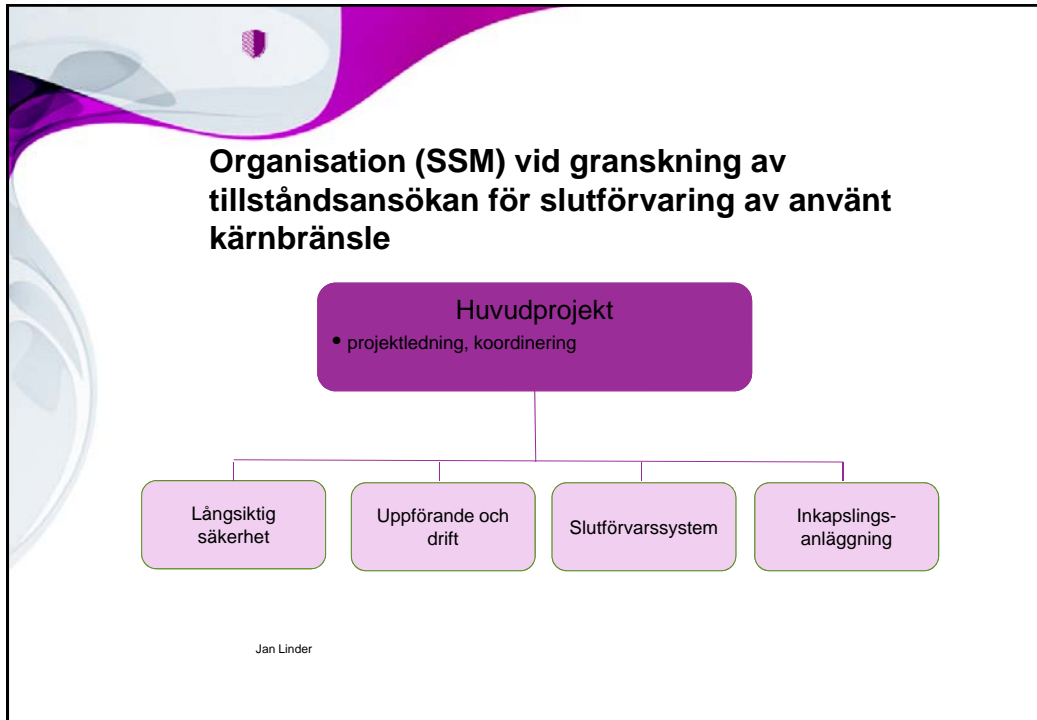 Organisation (SSM) vid granskning av
tillståndsansökan för slutförvaring av använt
kärnbränsle
Huvudprojekt
• projektledning, koordinering
Långsiktig
säkerhet
Uppförande och
drift
Slutförvarssystem
Inkapslings-
anläggning
Jan Linder